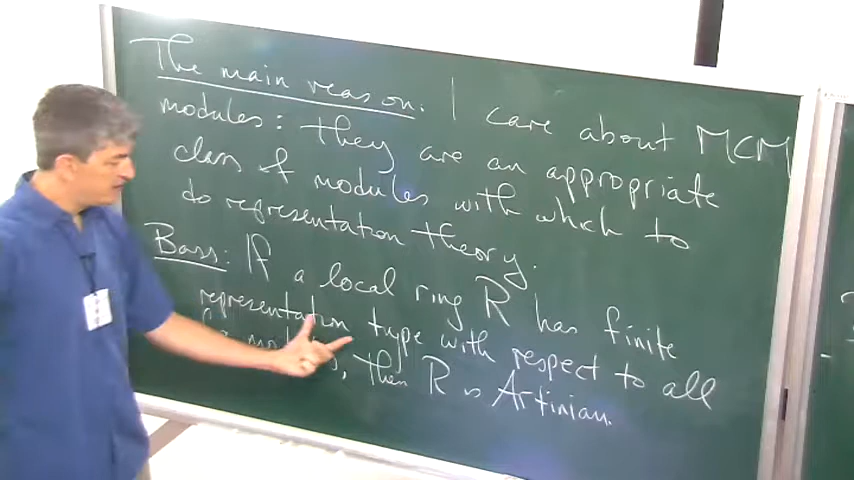 The main reason. I care about MCM
modules: they are an appropriate
class of modules with which to
do representation theory.
Bass: If a local ring R has finite
representation type with respect to all
then R is Artinian.